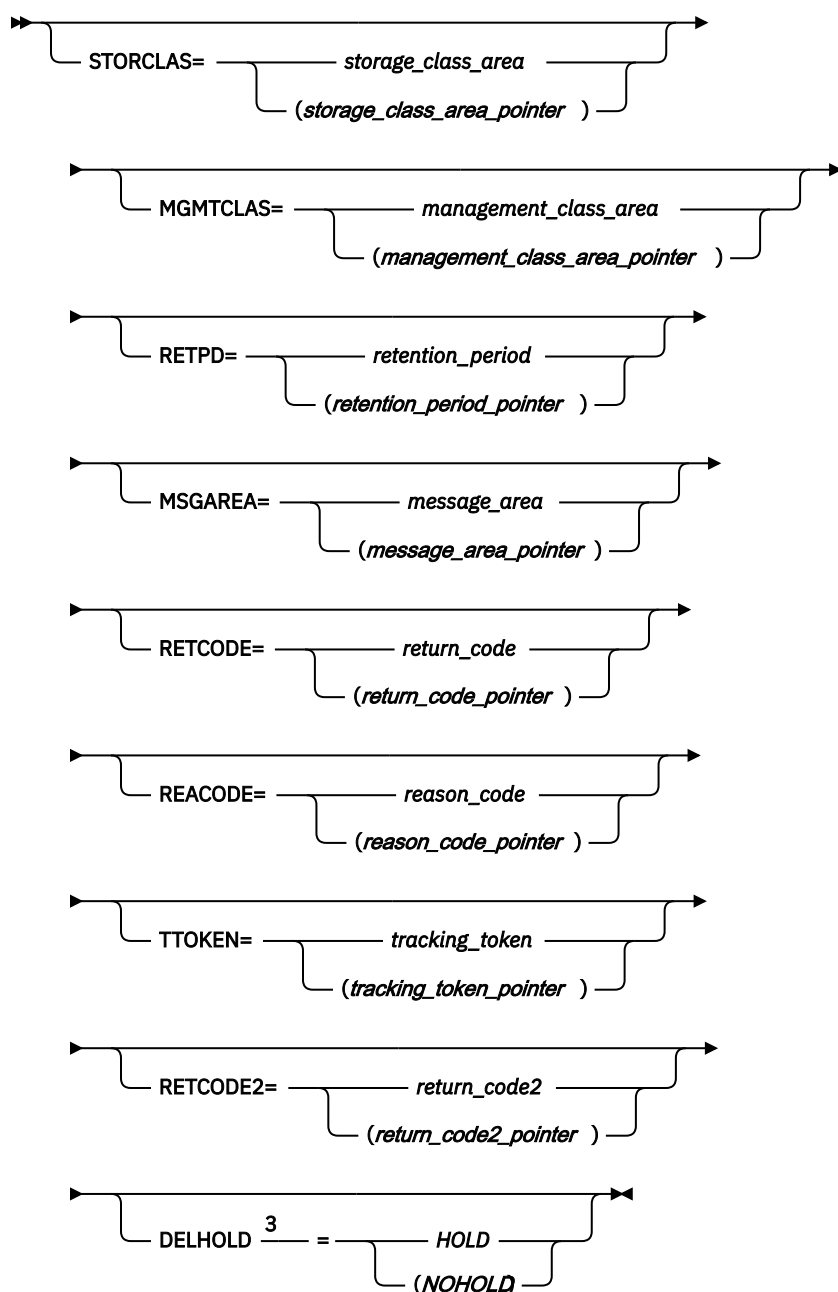 STORCLAS= storage_class_area
(storage_class_area_pointer )
MGMTCLAS= management_class_area
(management_class_area_pointer )
RETPD= retention_period
(retention_period_pointer )
MSGAREA= message_area
(message_area_pointer )
RETCODE= return_code
(return_code_pointer )
REACODE= reason_code
(reason_code_pointer )
TTOKEN= tracking_token
(tracking_token_pointer )
RETCODE2= return_code2
(return_code2_pointer )
DELHOLD 3 = HOLD
(NOHOLD)